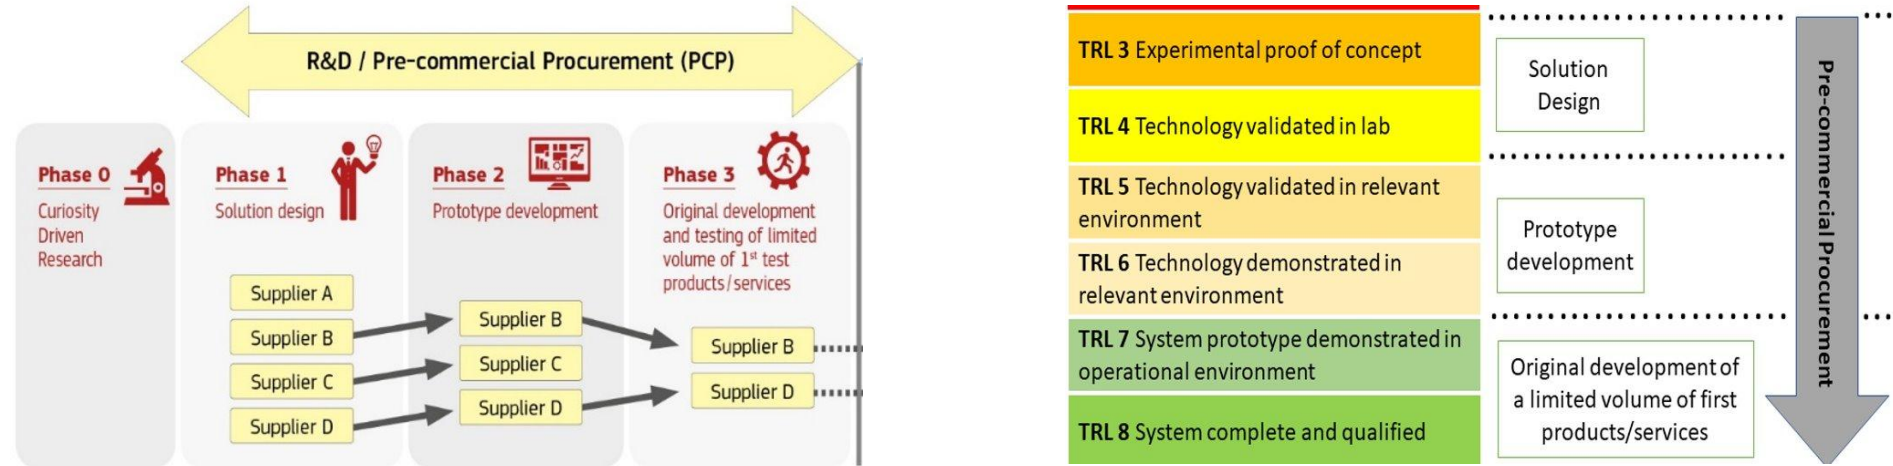 R&D / Pre-commercial Procurement (PCP)
Phase 0
Curiosity
Driven
Research
Phase 1
Solution design
Supplier A
Supplier B
Supplier C
Supplier D
Phase 2
Prototype development
Supplier B
Supplier C
Supplier D
Phase 3
Original development
and testing of limited
volume of 1st test
products/services
Supplier B
Supplier D
TRL 3 Experimental proof of concept
TRL 4 Technology validated in lab
TRL 5 Technology validated in relevant
environment
TRL 6 Technology demonstrated in
relevant environment
TRL 7 System prototype demonstrated in
operational environment
TRL 8 System complete and qualified
Solution
Design
Prototype
development
Original development of
a limited volume of first
products/services
Pre-commercial Procurement